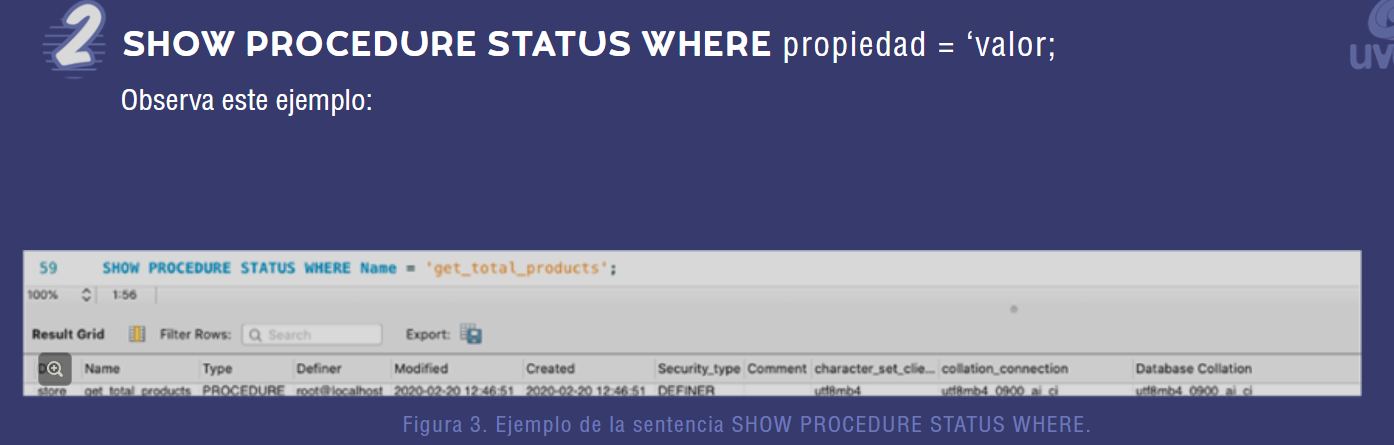 2
SHOW PROCEDURE STATUS WHERE propiedad = ‘valor;
Observa este ejemplo:
59 SHOW PROCEDURE STATUS WHERE Name = 'get_total_products';
100% 1:56
Result Grid Filter Rows: Search Export:
Name Type Definer Modified Created Security_type Comment character_set_clie... collation_connection Database Collation
store get_total_products PROCEDURE root@localhost 2020-02-20 12:46:51 2020-02-20 12:46:51 DEFINER utf8mb4 utf8mb4_0900_ai_ci utf8mb4_0900_ai_ci
Figura 3. Ejemplo de la sentencia SHOW PROCEDURE STATUS WHERE.